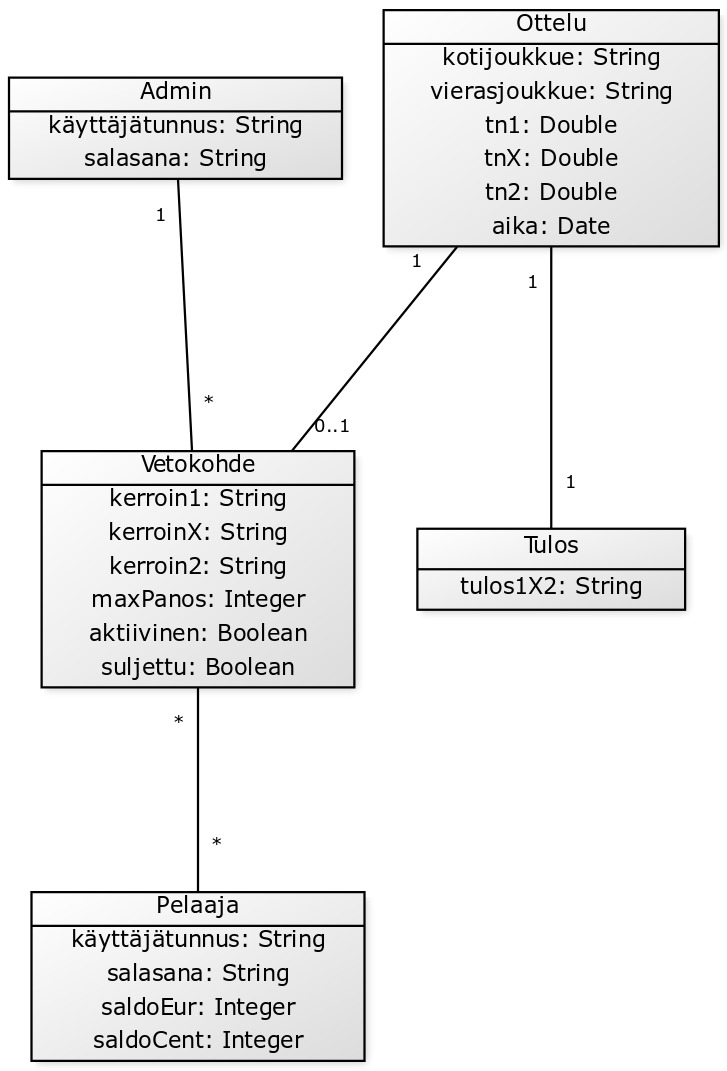 Ottelu
kotijoukkue: String
vierasjoukkue: String
tn1: Double
tnX: Double
tn2: Double
aika: Date
Admin
käyttäjätunnus: String
salasana: String
1
1
1
*
0..1
1
Vetokohde
kerroin1: String
kerroinX: String
kerroin2: String
maxPanos: Integer
aktiivinen: Boolean
suljettu: Boolean
Tulos
tulos1X2: String
*
*
Pelaaja
käyttäjätunnus: String
salasana: String
saldoEur: Integer
saldoCent: Integer